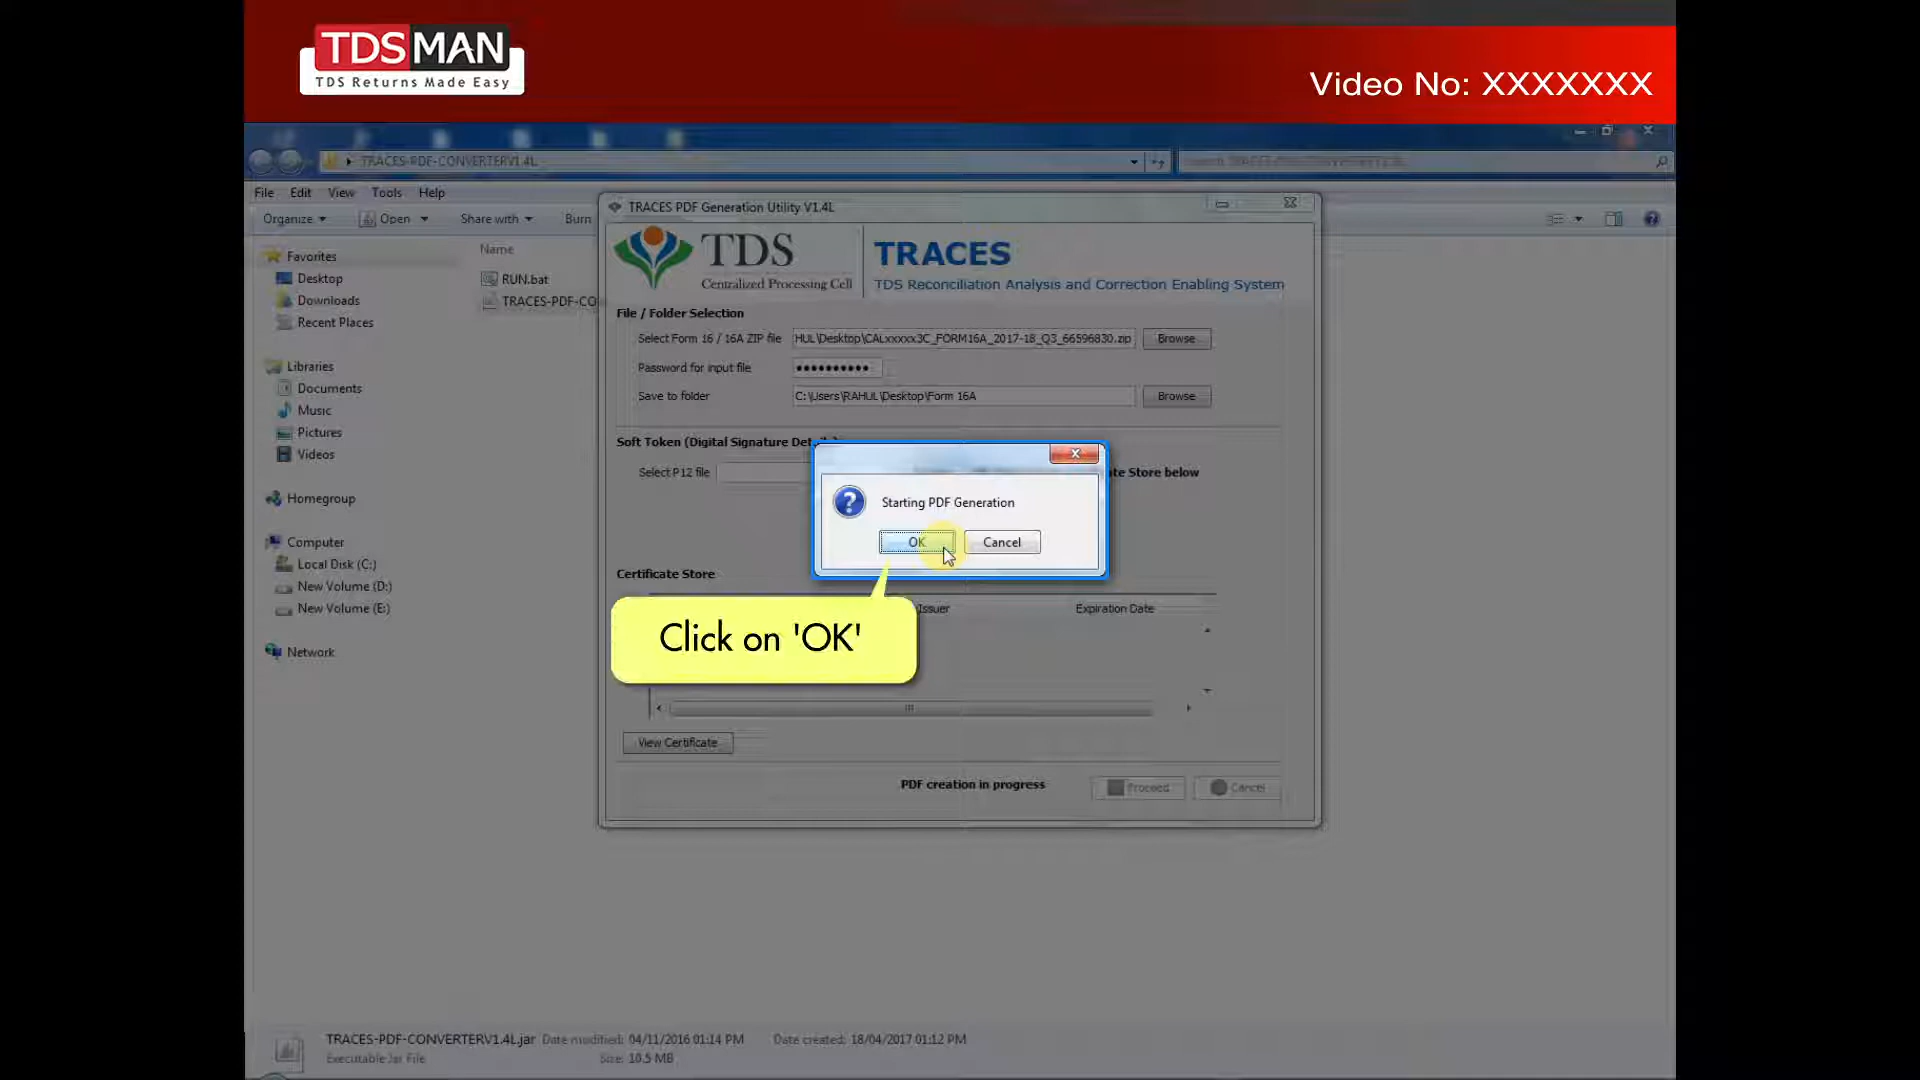 TDSMAN
TDS Returns Made Easy
Video No: XXXXXXX
TRACES-PDF-CONVERTERV1.4L
File Edit View Tools Help
Organize Open Share with Burn
Favorites
Desktop
Downloads
Recent Places
Libraries
Documents
Music
Pictures
Videos
Homegroup
Computer
Local Disk (C:)
New Volume (D:)
New Volume (E:)
Network
Name
RUN.bat
TRACES-PDF-CO
TRACES PDF Generation Utility V1.4L
TDS
Centralized Processing Cell
TRACES
TDS Reconciliation Analysis and Correction Enabling System
File / Folder Selection
Select Form 16 / 16A ZIP file HUL\Desktop\CALxxxxx3C_FORM16A_2017-18_Q3_66596830.zip Browse
Password for input file ••••••••••
Save to folder C:\Users\RAHUL\Desktop\Form 16A Browse
Soft Token (Digital Signature
Select P12 file
te Store below
Starting PDF Generation
OK Cancel
Certificate Store
Issuer Expiration Date
Click on 'OK'
View Certificate
PDF creation in progress Proceed Cancel
TRACES-PDF-CONVERTERV1.4L.jar Date modified: 04/11/2016 01:14 PM Date created: 18/04/2017 01:12 PM
Executable Jar File Size: 10.5 MB